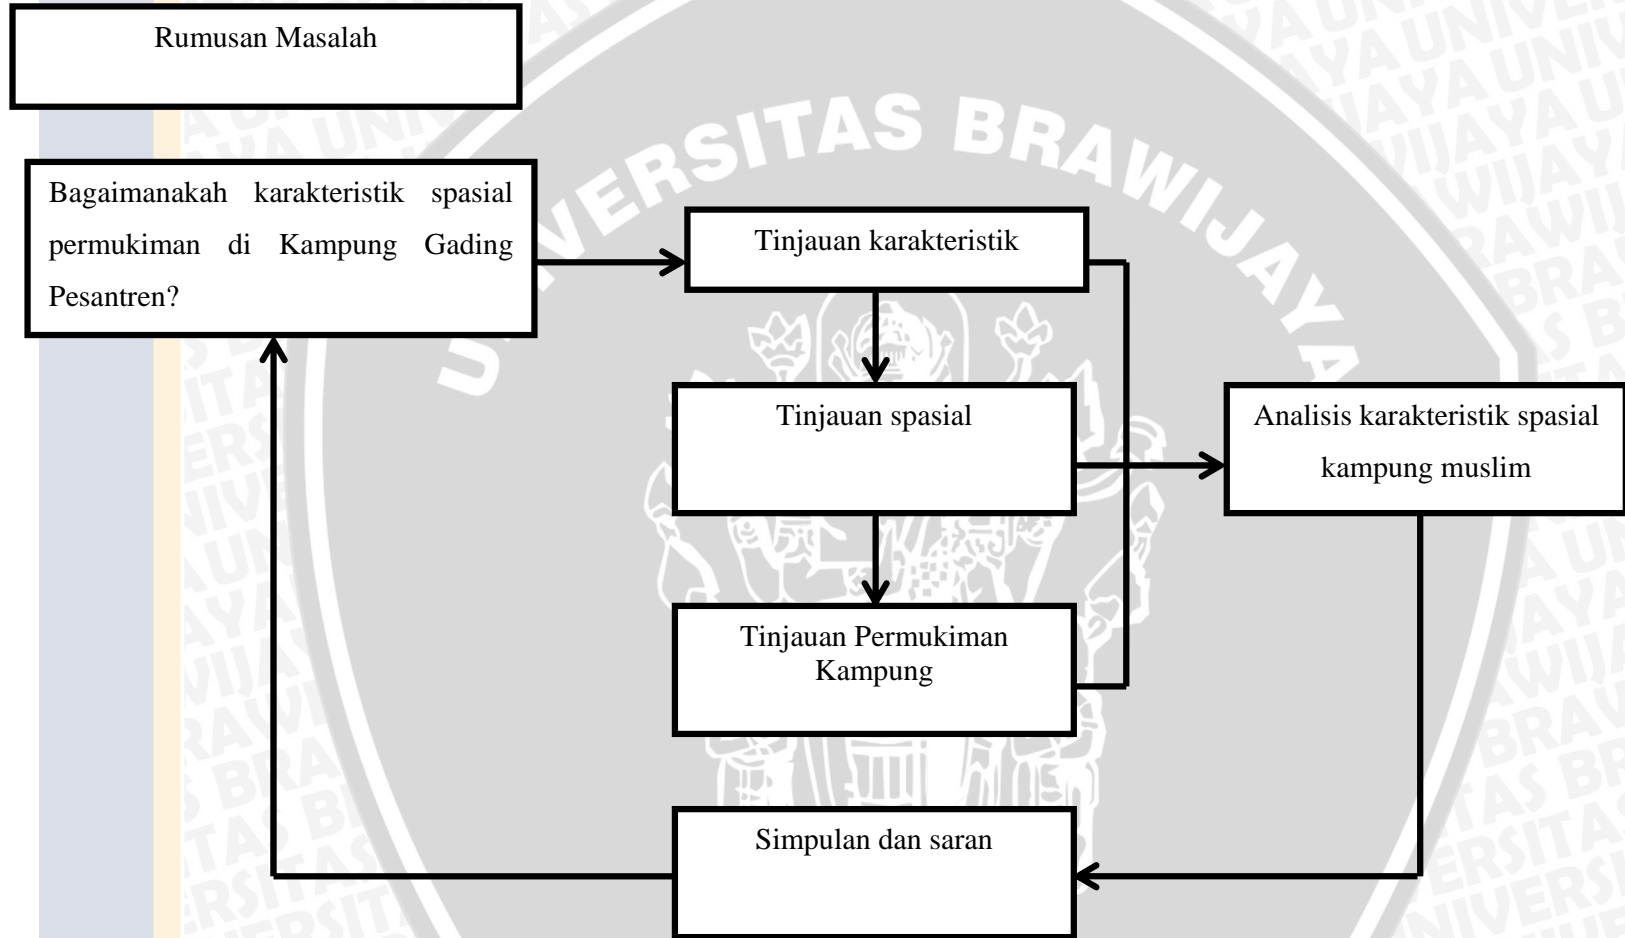 Rumusan Masalah
Bagaimanakah karakteristik spasial
permukiman di Kampung Gading
Pesantren?
Tinjauan karakteristik
Tinjauan spasial
Analisis karakteristik spasial
kampung muslim
Tinjauan Permukiman
Kampung
Simpulan dan saran
UNIVERSITAS BRAWIJAYA